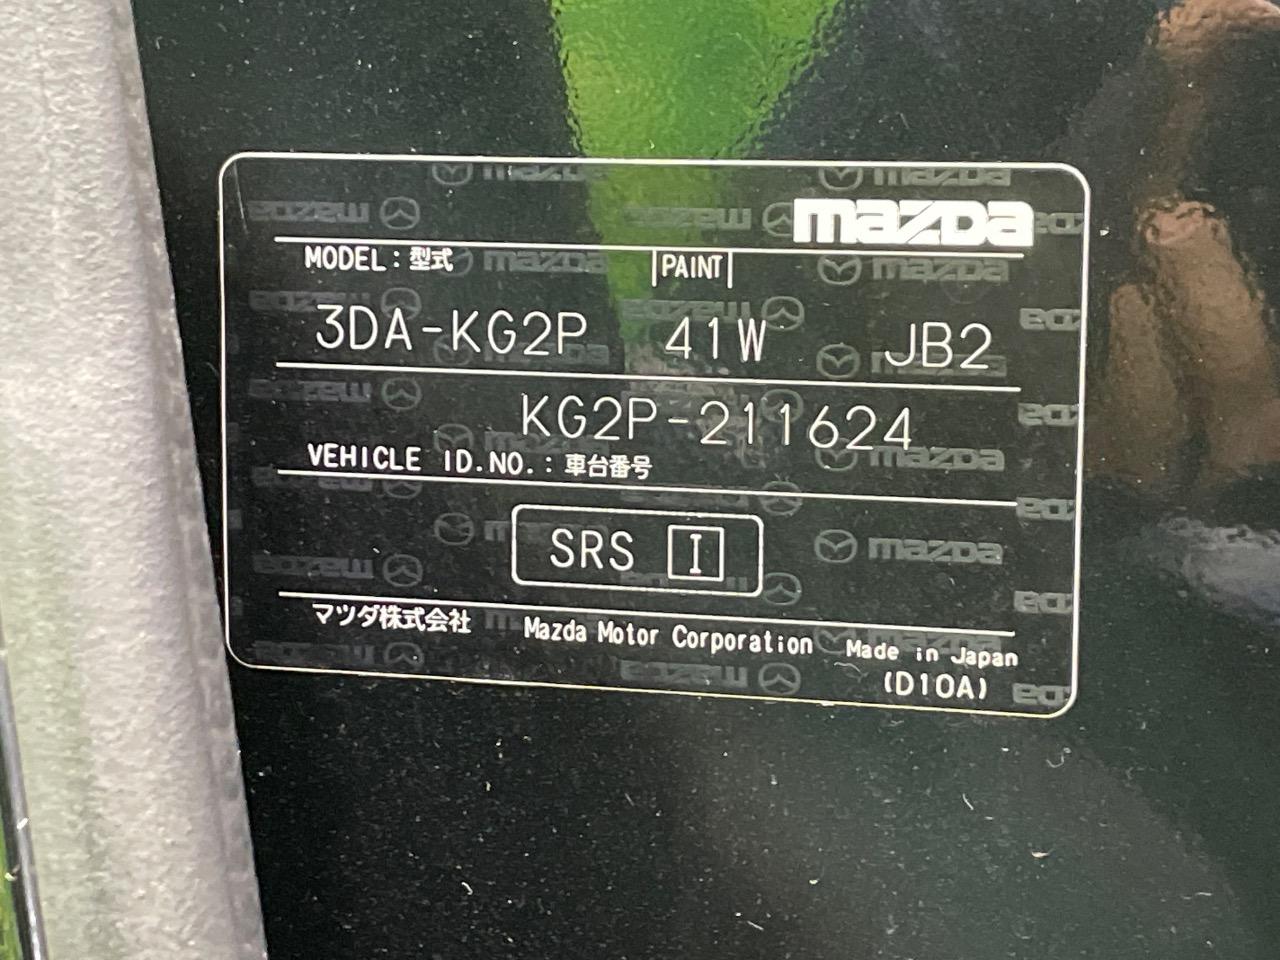 mazda
MODEL：型式 PAINT
3DA-KG2P 41W JB2
KG2P-211624
VEHICLE ID.NO.：車台番号
SRS I
マツダ株式会社 Mazda Motor Corporation Made in Japan
(D10A)